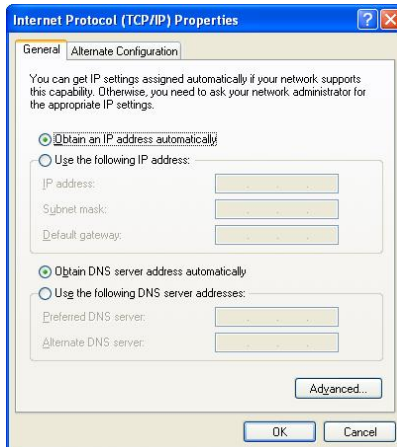 Internet Protocol (TCP/IP) Properties
General Alternate Configuration
You can get IP settings assigned automatically if your network supports
this capability. Otherwise, you need to ask your network administrator for
the appropriate IP settings.
Obtain an IP address automatically
Use the following IP address:
IP address:
Subnet mask:
Default gateway:
Obtain DNS server address automatically
Use the following DNS server addresses:
Preferred DNS server:
Alternate DNS server:
Advanced...
OK Cancel